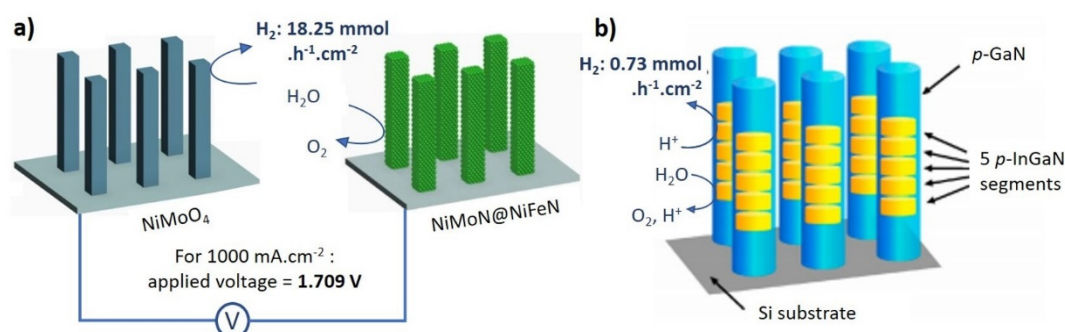 a)
H₂: 18.25 mmol
.h⁻¹.cm⁻²
H₂O
O₂
NiMoO₄
NiMoN@NiFeN
For 1000 mA.cm⁻² :
applied voltage = 1.709 V
V
b)
H₂: 0.73 mmol
.h⁻¹.cm⁻²
H⁺
H₂O
O₂, H⁺
p-GaN
5 p-InGaN
segments
Si substrate